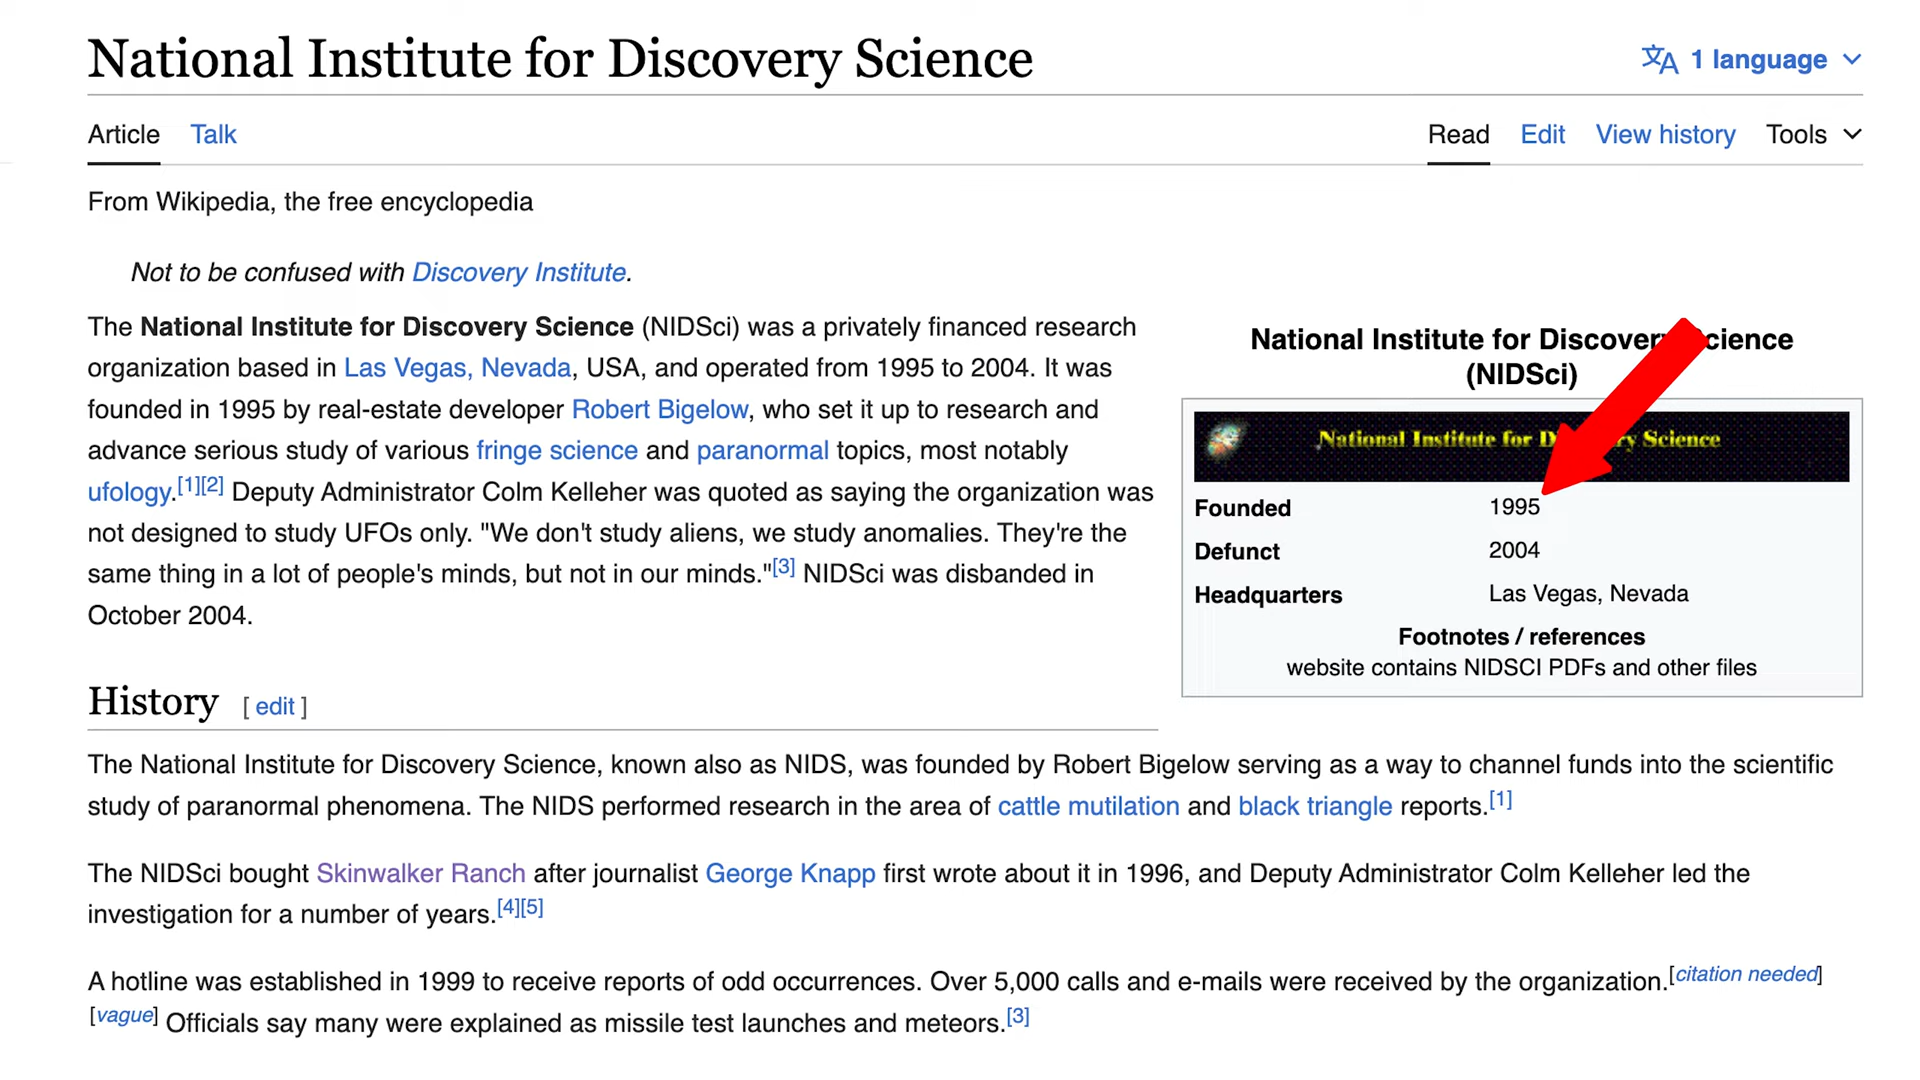 National Institute for Discovery Science
1 language
Article Talk
Read Edit View history Tools
From Wikipedia, the free encyclopedia
Not to be confused with Discovery Institute.
The National Institute for Discovery Science (NIDSci) was a privately financed research
organization based in Las Vegas, Nevada, USA, and operated from 1995 to 2004. It was
founded in 1995 by real-estate developer Robert Bigelow, who set it up to research and
advance serious study of various fringe science and paranormal topics, most notably
ufology.[1][2] Deputy Administrator Colm Kelleher was quoted as saying the organization was
not designed to study UFOs only. "We don't study aliens, we study anomalies. They're the
same thing in a lot of people's minds, but not in our minds."[3] NIDSci was disbanded in
October 2004.
National Institute for Discovery Science
(NIDSci)
National Institute for Discovery Science
Founded 1995
Defunct 2004
Headquarters Las Vegas, Nevada
Footnotes / references
website contains NIDSCI PDFs and other files
History [ edit ]
The National Institute for Discovery Science, known also as NIDS, was founded by Robert Bigelow serving as a way to channel funds into the scientific
study of paranormal phenomena. The NIDS performed research in the area of cattle mutilation and black triangle reports.[1]
The NIDSci bought Skinwalker Ranch after journalist George Knapp first wrote about it in 1996, and Deputy Administrator Colm Kelleher led the
investigation for a number of years.[4][5]
A hotline was established in 1999 to receive reports of odd occurrences. Over 5,000 calls and e-mails were received by the organization.[citation needed]
[vague] Officials say many were explained as missile test launches and meteors.[3]